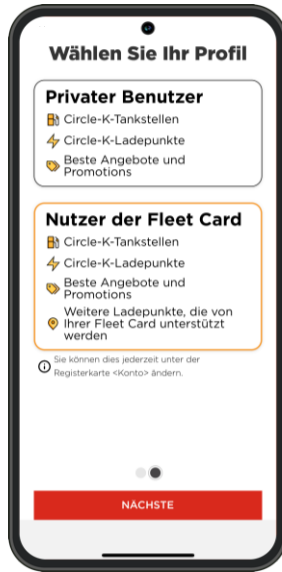 Wählen Sie Ihr Profil
Privater Benutzer
Circle-K-Tankstellen
Circle-K-Ladepunkte
Beste Angebote und
Promotions
Nutzer der Fleet Card
Circle-K-Tankstellen
Circle-K-Ladepunkte
Beste Angebote und
Promotions
Weitere Ladepunkte, die von
Ihrer Fleet Card unterstützt
werden
Sie können dies jederzeit unter der
Registerkarte <Konto> ändern.
NÄCHSTE